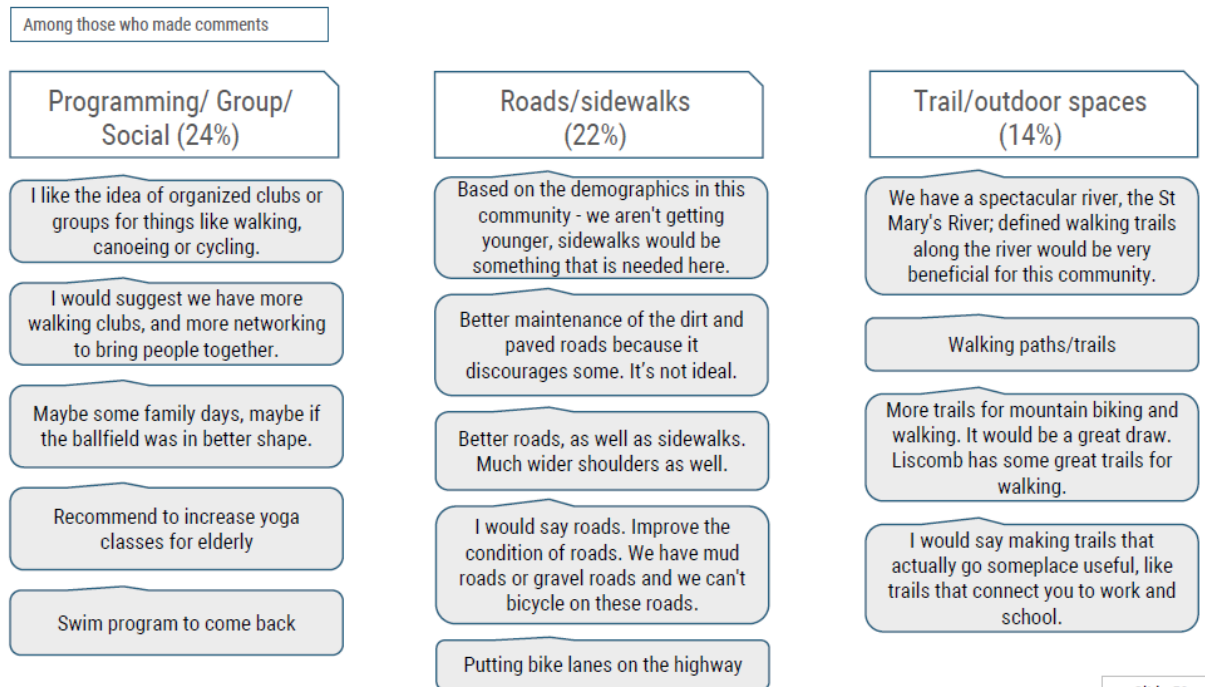 Among those who made comments
Programming/ Group/
Social (24%)
I like the idea of organized clubs or
groups for things like walking,
canoeing or cycling.
I would suggest we have more
walking clubs, and more networking
to bring people together.
Maybe some family days, maybe if
the ballfield was in better shape.
Recommend to increase yoga
classes for elderly
Swim program to come back
Roads/sidewalks
(22%)
Based on the demographics in this
community - we aren't getting
younger, sidewalks would be
something that is needed here.
Better maintenance of the dirt and
paved roads because it
discourages some. It’s not ideal.
Better roads, as well as sidewalks.
Much wider shoulders as well.
I would say roads. Improve the
condition of roads. We have mud
roads or gravel roads and we can't
bicycle on these roads.
Putting bike lanes on the highway
Trail/outdoor spaces
(14%)
We have a spectacular river, the St
Mary's River; defined walking trails
along the river would be very
beneficial for this community.
Walking paths/trails
More trails for mountain biking and
walking. It would be a great draw.
Liscomb has some great trails for
walking.
I would say making trails that
actually go someplace useful, like
trails that connect you to work and
school.